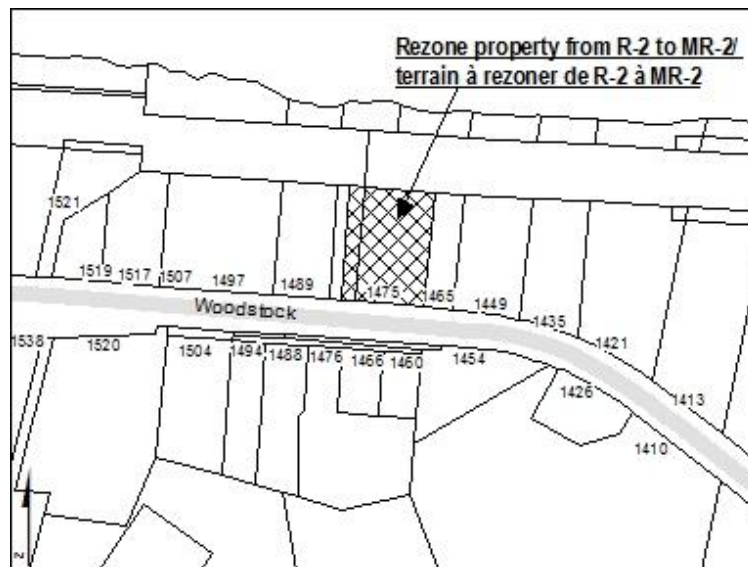 Rezone property from R-2 to MR-2/
terrain à rezoner de R-2 à MR-2
1521
1519 1517 1507 1497 1489 1475 1465 1449 1435 1421 1413
Woodstock
1538 1520 1504 1494 1488 1476 1466 1460 1454 1426 1410
N